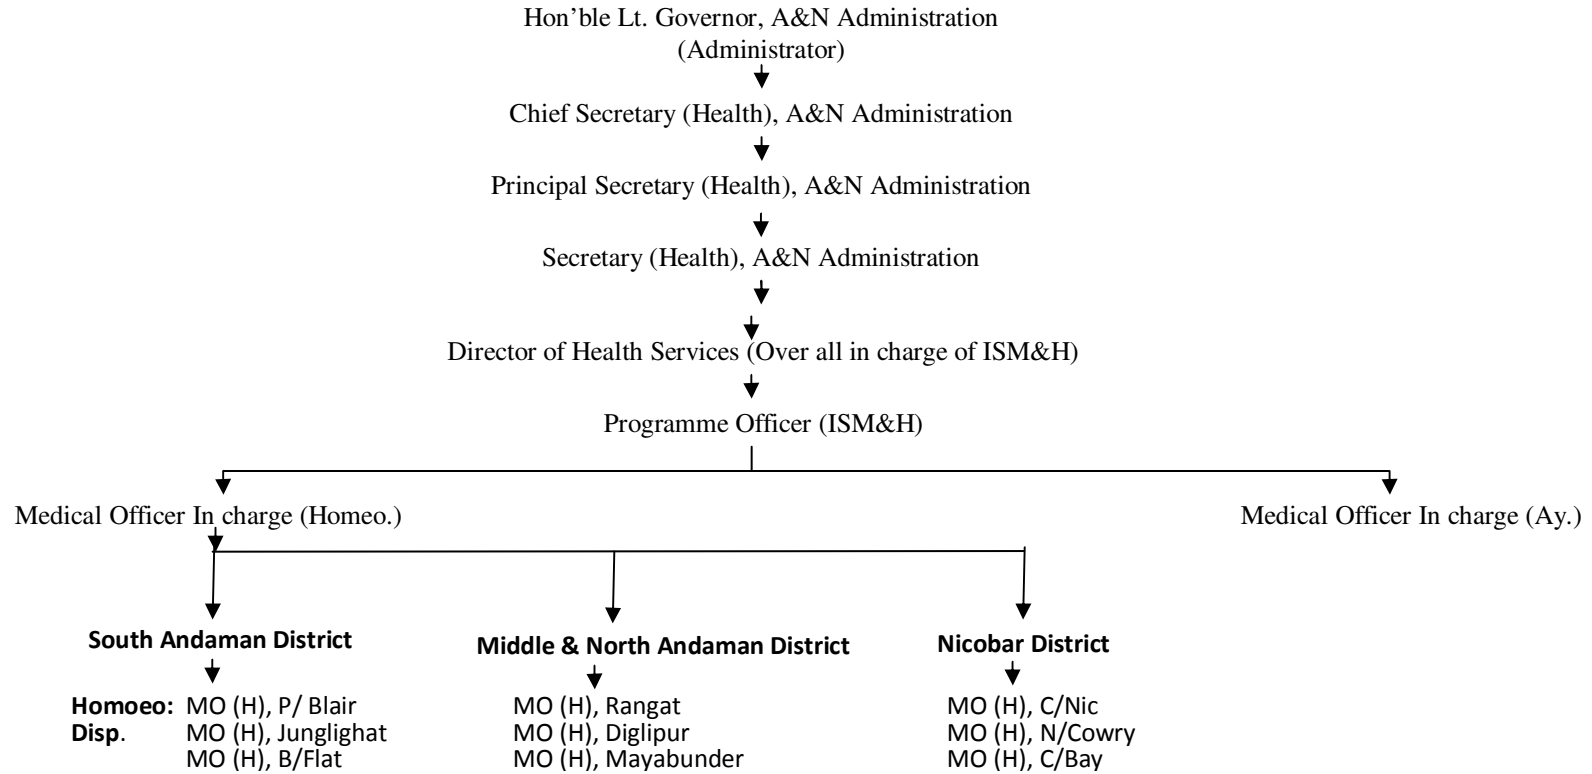 Hon’ble Lt. Governor, A&N Administration
(Administrator)
Chief Secretary (Health), A&N Administration
Principal Secretary (Health), A&N Administration
Secretary (Health), A&N Administration
Director of Health Services (Over all in charge of ISM&H)
Programme Officer (ISM&H)
Medical Officer In charge (Homeo.)
Medical Officer In charge (Ay.)
South Andaman District
Homoeo: MO (H), P/ Blair
Disp. MO (H), Junglighat
MO (H), B/Flat
Middle & North Andaman District
MO (H), Rangat
MO (H), Diglipur
MO (H), Mayabunder
Nicobar District
MO (H), C/Nic
MO (H), N/Cowry
MO (H), C/Bay